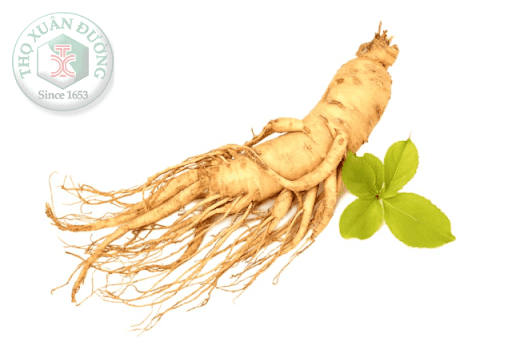 THỌ XUÂN ĐƯỜNG
Since 1653